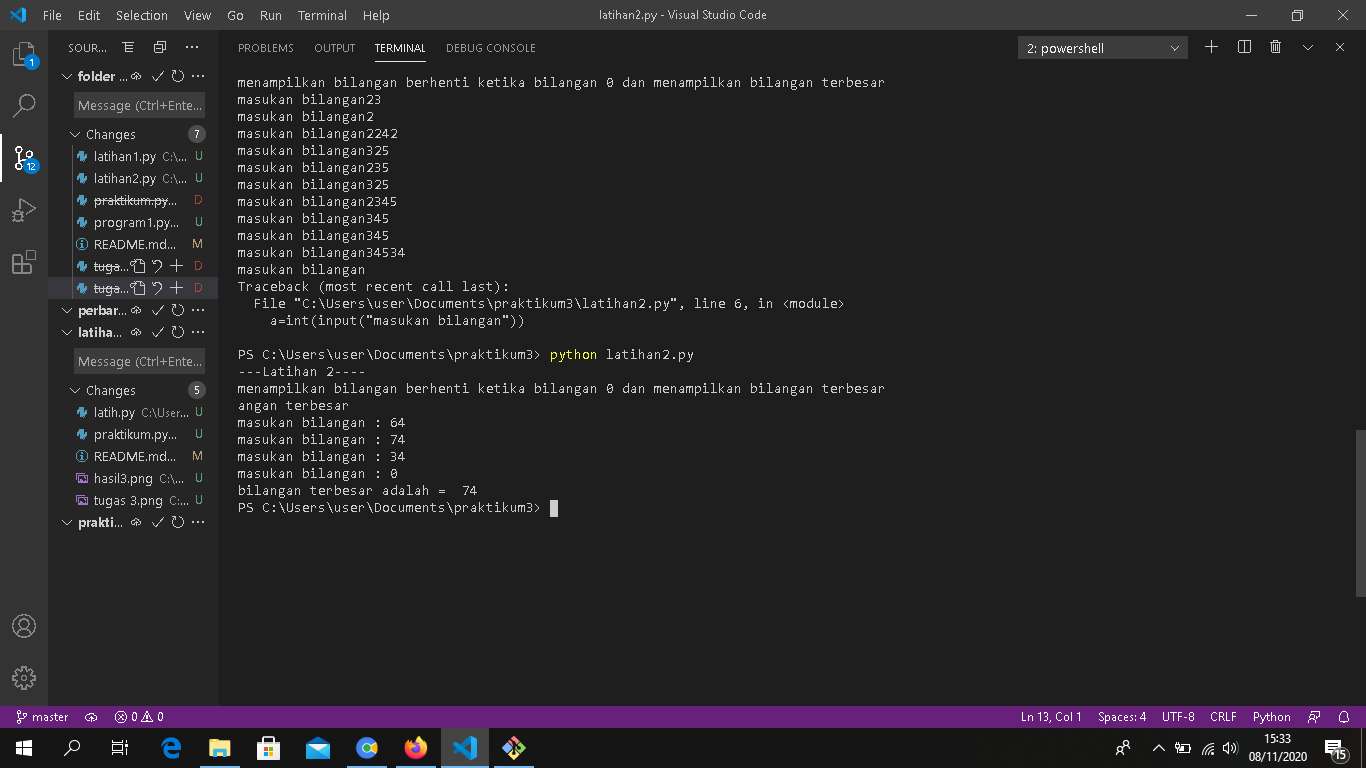 File Edit Selection View Go Run Terminal Help
latihan2.py - Visual Studio Code
SOUR...
PROBLEMS OUTPUT TERMINAL DEBUG CONSOLE
2: powershell
1
12
folder ...
Message (Ctrl+Ente...
Changes 7
latihan1.py C:\... U
latihan2.py C:\... U
praktikum.py... D
program1.py... U
README.md... M
tuga... D
tuga... D
perbar...
latiha...
Message (Ctrl+Ente...
Changes 5
latih.py C:\User... U
praktikum.py... U
README.md... M
hasil3.png C:\... U
tugas 3.png C:... U
prakti...
menampilkan bilangan berhenti ketika bilangan 0 dan menampilkan bilangan terbesar
masukan bilangan23
masukan bilangan2
masukan bilangan2242
masukan bilangan325
masukan bilangan235
masukan bilangan325
masukan bilangan2345
masukan bilangan345
masukan bilangan345
masukan bilangan34534
masukan bilangan
Traceback (most recent call last):
File "C:\Users\user\Documents\praktikum3\latihan2.py", line 6, in <module>
a=int(input("masukan bilangan"))
PS C:\Users\user\Documents\praktikum3> python latihan2.py
---Latihan 2----
menampilkan bilangan berhenti ketika bilangan 0 dan menampilkan bilangan terbesar
angan terbesar
masukan bilangan : 64
masukan bilangan : 74
masukan bilangan : 34
masukan bilangan : 0
bilangan terbesar adalah =  74
PS C:\Users\user\Documents\praktikum3>
master 0 0
Ln 13, Col 1 Spaces: 4 UTF-8 CRLF Python
15:33
08/11/2020
15